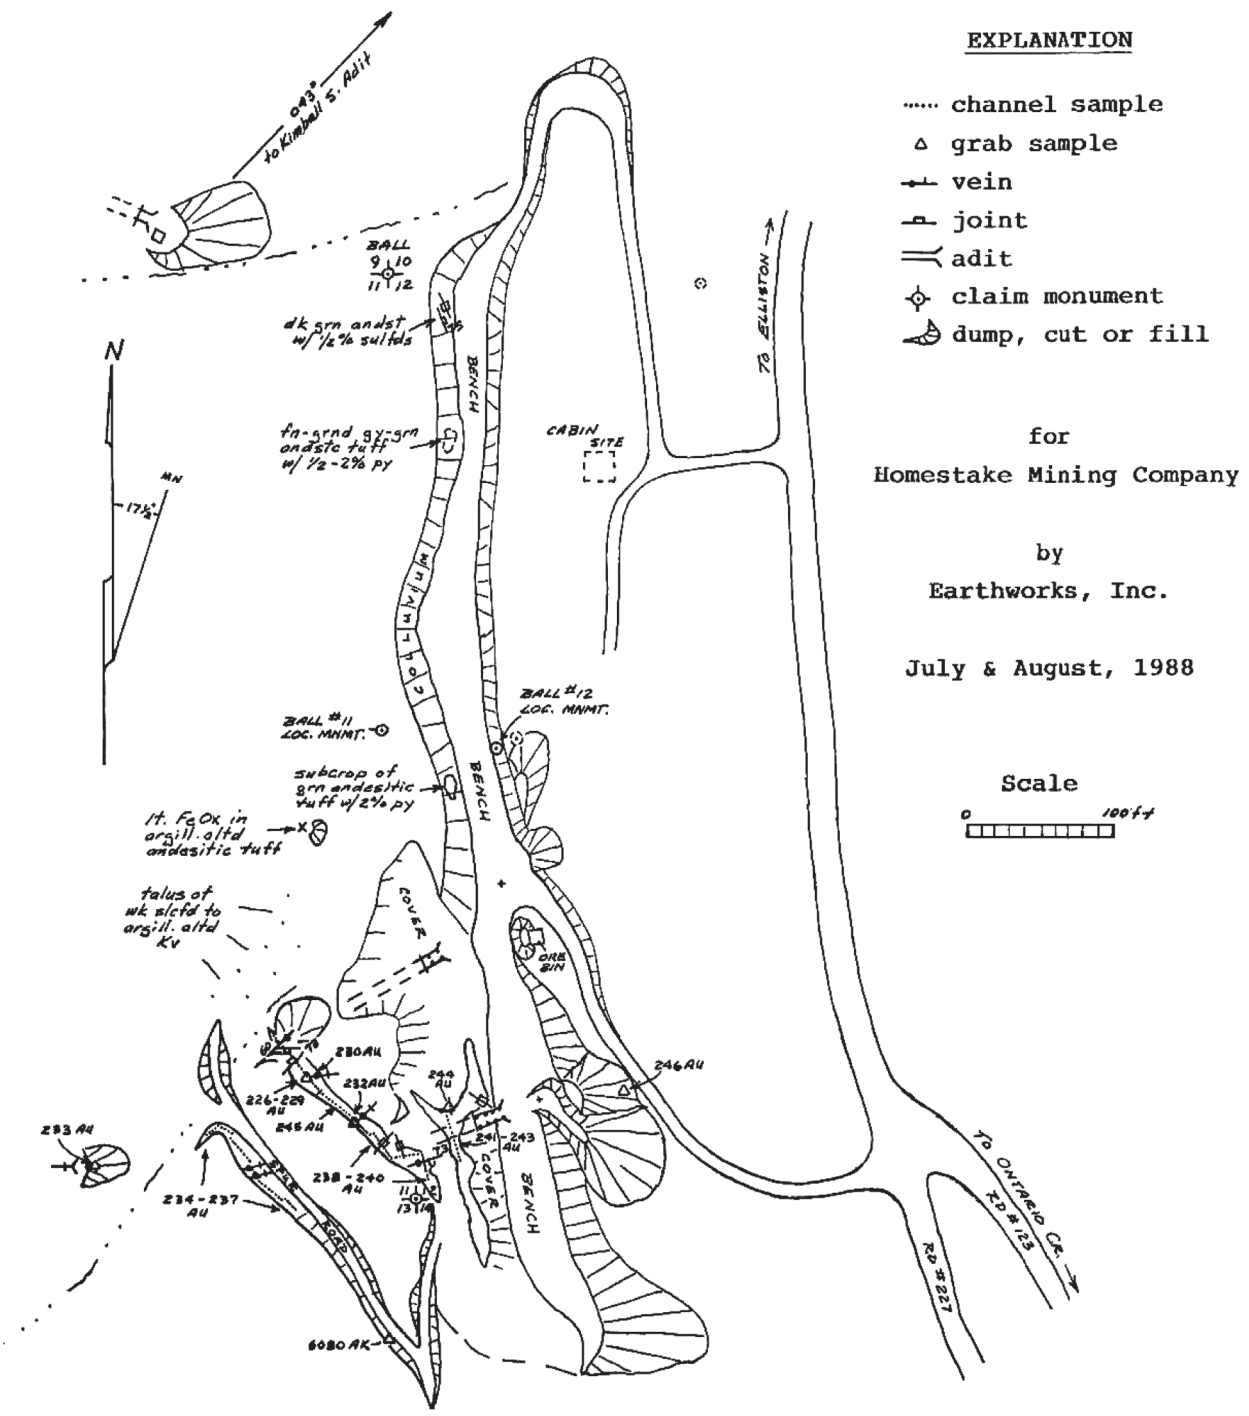 EXPLANATION
channel sample
grab sample
vein
joint
adit
claim monument
dump, cut or fill
for
Homestake Mining Company
by
Earthworks, Inc.
July & August, 1988
Scale
0 100 ft
043°
to Kimball S. Adit
BALL
9 10
11 12
dk grn andst
w/ 1/2% sulfds
75
BENCH
TO ELLISTON
fn-grnd gy-grn
andstc tuff
w/ 1/2-2% py
CABIN
SITE
N
MN
17½°
COLLUVIUM
BALL #12
LOC. MNMT.
BALL #11
LOC. MNMT.
subcrop of
grn andesitic
tuff w/2% py
BENCH
lt. FeOx in
argill. altd
andesitic tuff
talus of
wk slcfd to
argill. altd
Kv
COVER
ORE
BIN
230AU
232AU
244
AU
246AU
226-229
AU
245AU
233 AU
73
241-243
AU
238-240
AU
COVER
BENCH
11
13 14
234-237
AU
ROAD
6080 AK
TO ONTARIO CR.
RD #123
RD #227